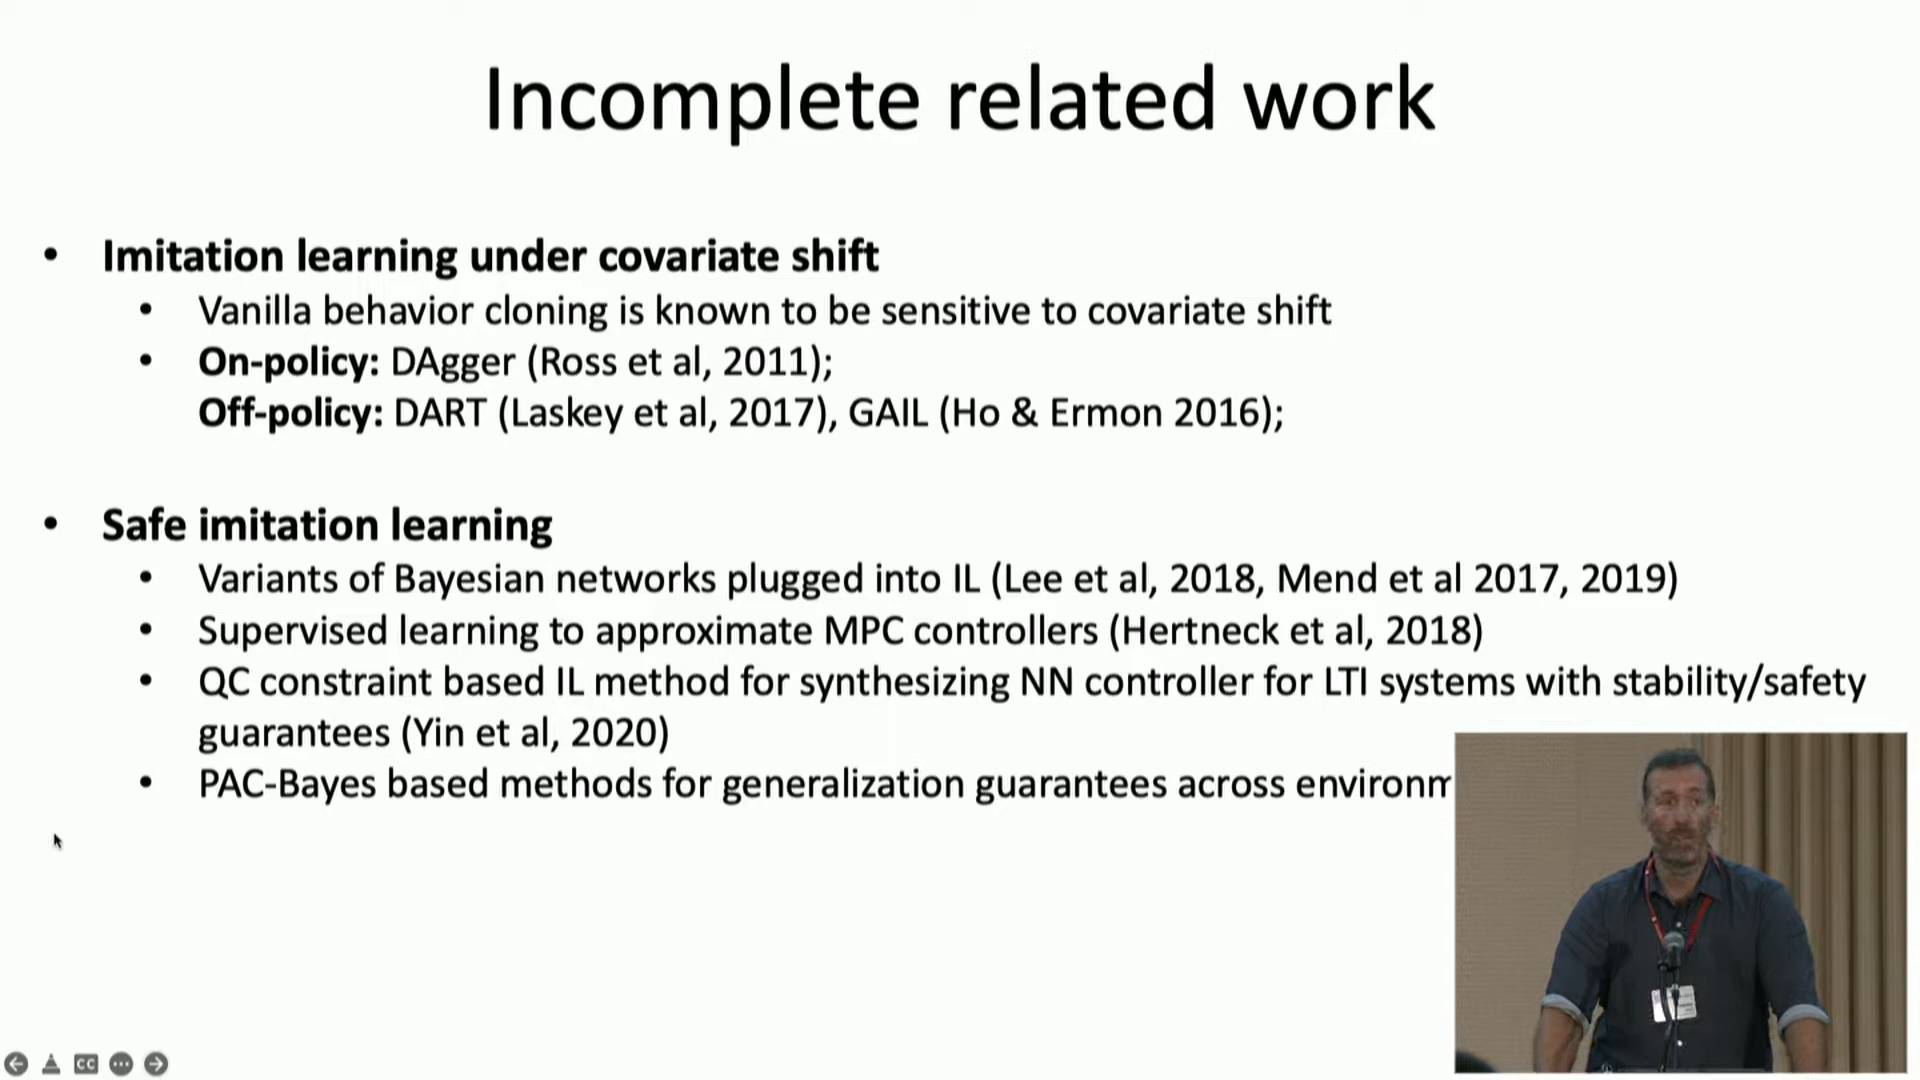 Incomplete related work
• Imitation learning under covariate shift
• Vanilla behavior cloning is known to be sensitive to covariate shift
• On-policy: DAgger (Ross et al, 2011);
Off-policy: DART (Laskey et al, 2017), GAIL (Ho & Ermon 2016);
• Safe imitation learning
• Variants of Bayesian networks plugged into IL (Lee et al, 2018, Mend et al 2017, 2019)
• Supervised learning to approximate MPC controllers (Hertneck et al, 2018)
• QC constraint based IL method for synthesizing NN controller for LTI systems with stability/safety
guarantees (Yin et al, 2020)
• PAC-Bayes based methods for generalization guarantees across
CC